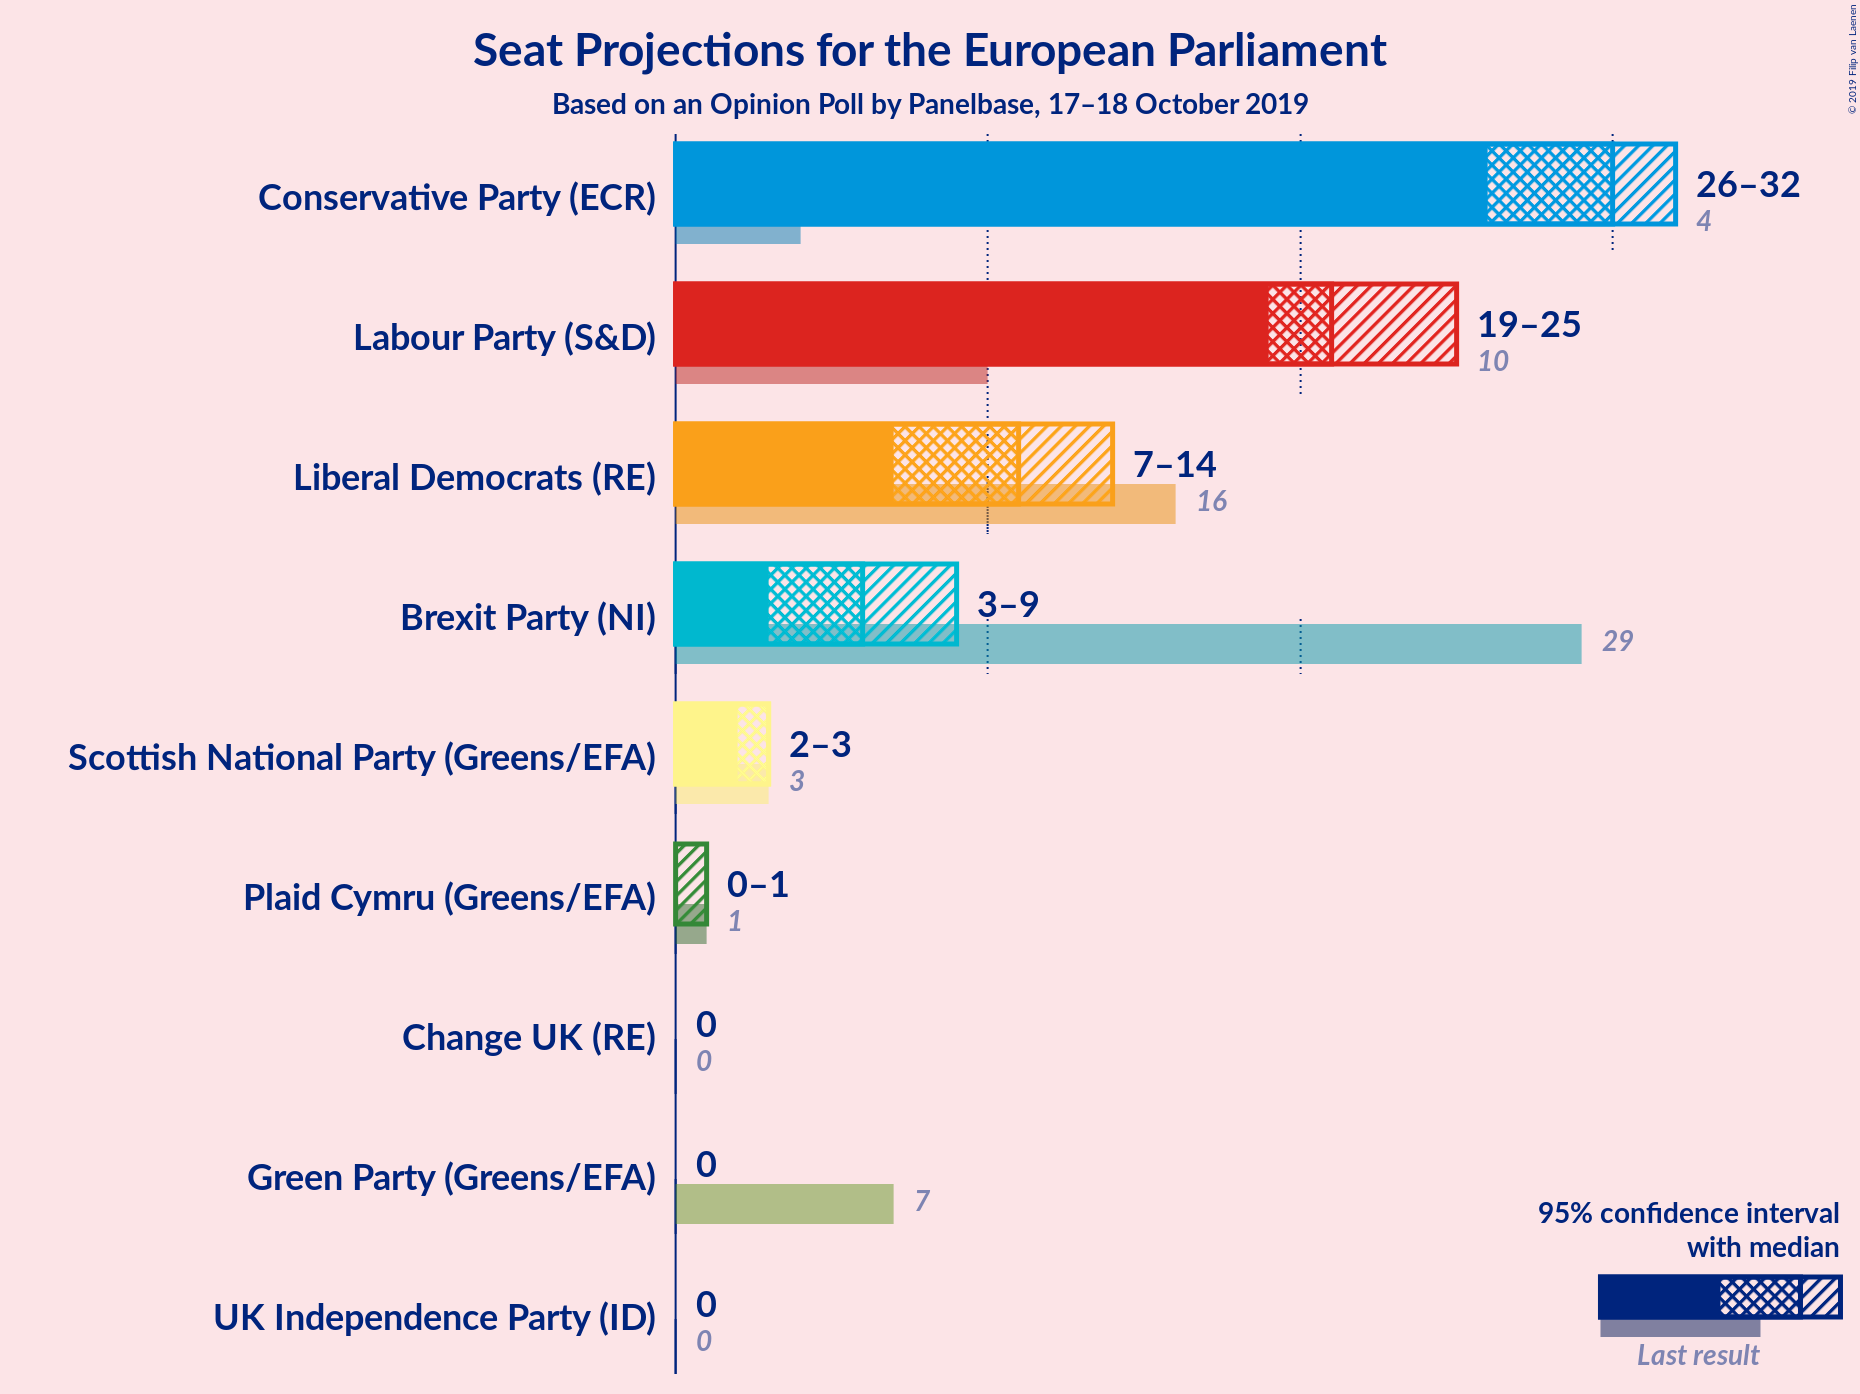 Seat Projections for the European Parliament
Based on an Opinion Poll by Panelbase, 17–18 October 2019
© 2019 Filip van Laenen
Conservative Party (ECR)
26–32
4
Labour Party (S&D)
19–25
10
Liberal Democrats (RE)
7–14
16
Brexit Party (NI)
3–9
29
Scottish National Party (Greens/EFA)
2–3
3
Plaid Cymru (Greens/EFA)
0–1
1
Change UK (RE)
0
0
Green Party (Greens/EFA)
0
7
UK Independence Party (ID)
0
0
95% confidence interval
with median
Last result